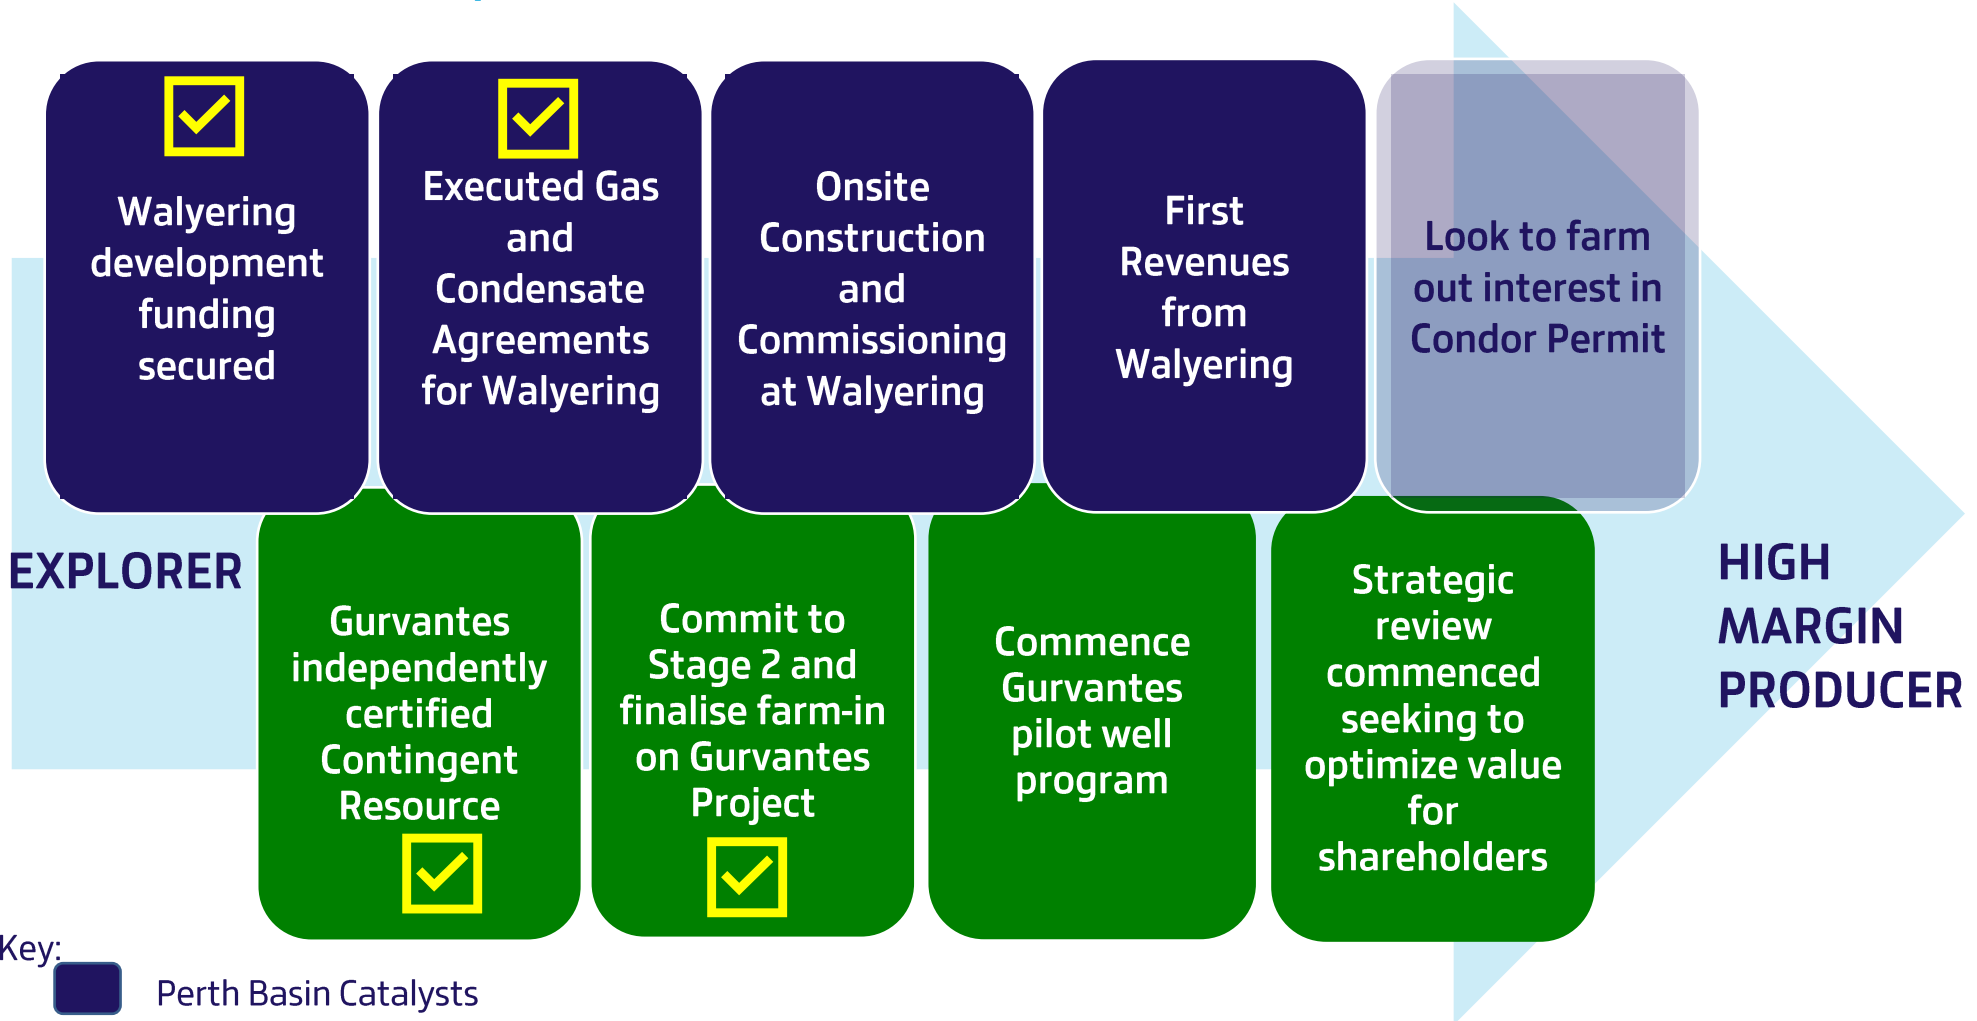 Walyering
development
funding
secured
Executed Gas
and
Condensate
Agreements
for Walyering
Onsite
Construction
and
Commissioning
at Walyering
First
Revenues
from
Walyering
Look to farm
out interest in
Condor Permit
EXPLORER
Gurvantes
independently
certified
Contingent
Resource
Commit to
Stage 2 and
finalise farm-in
on Gurvantes
Project
Commence
Gurvantes
pilot well
program
Strategic
review
commenced
seeking to
optimize value
for
shareholders
HIGH
MARGIN
PRODUCER
Key:
Perth Basin Catalysts